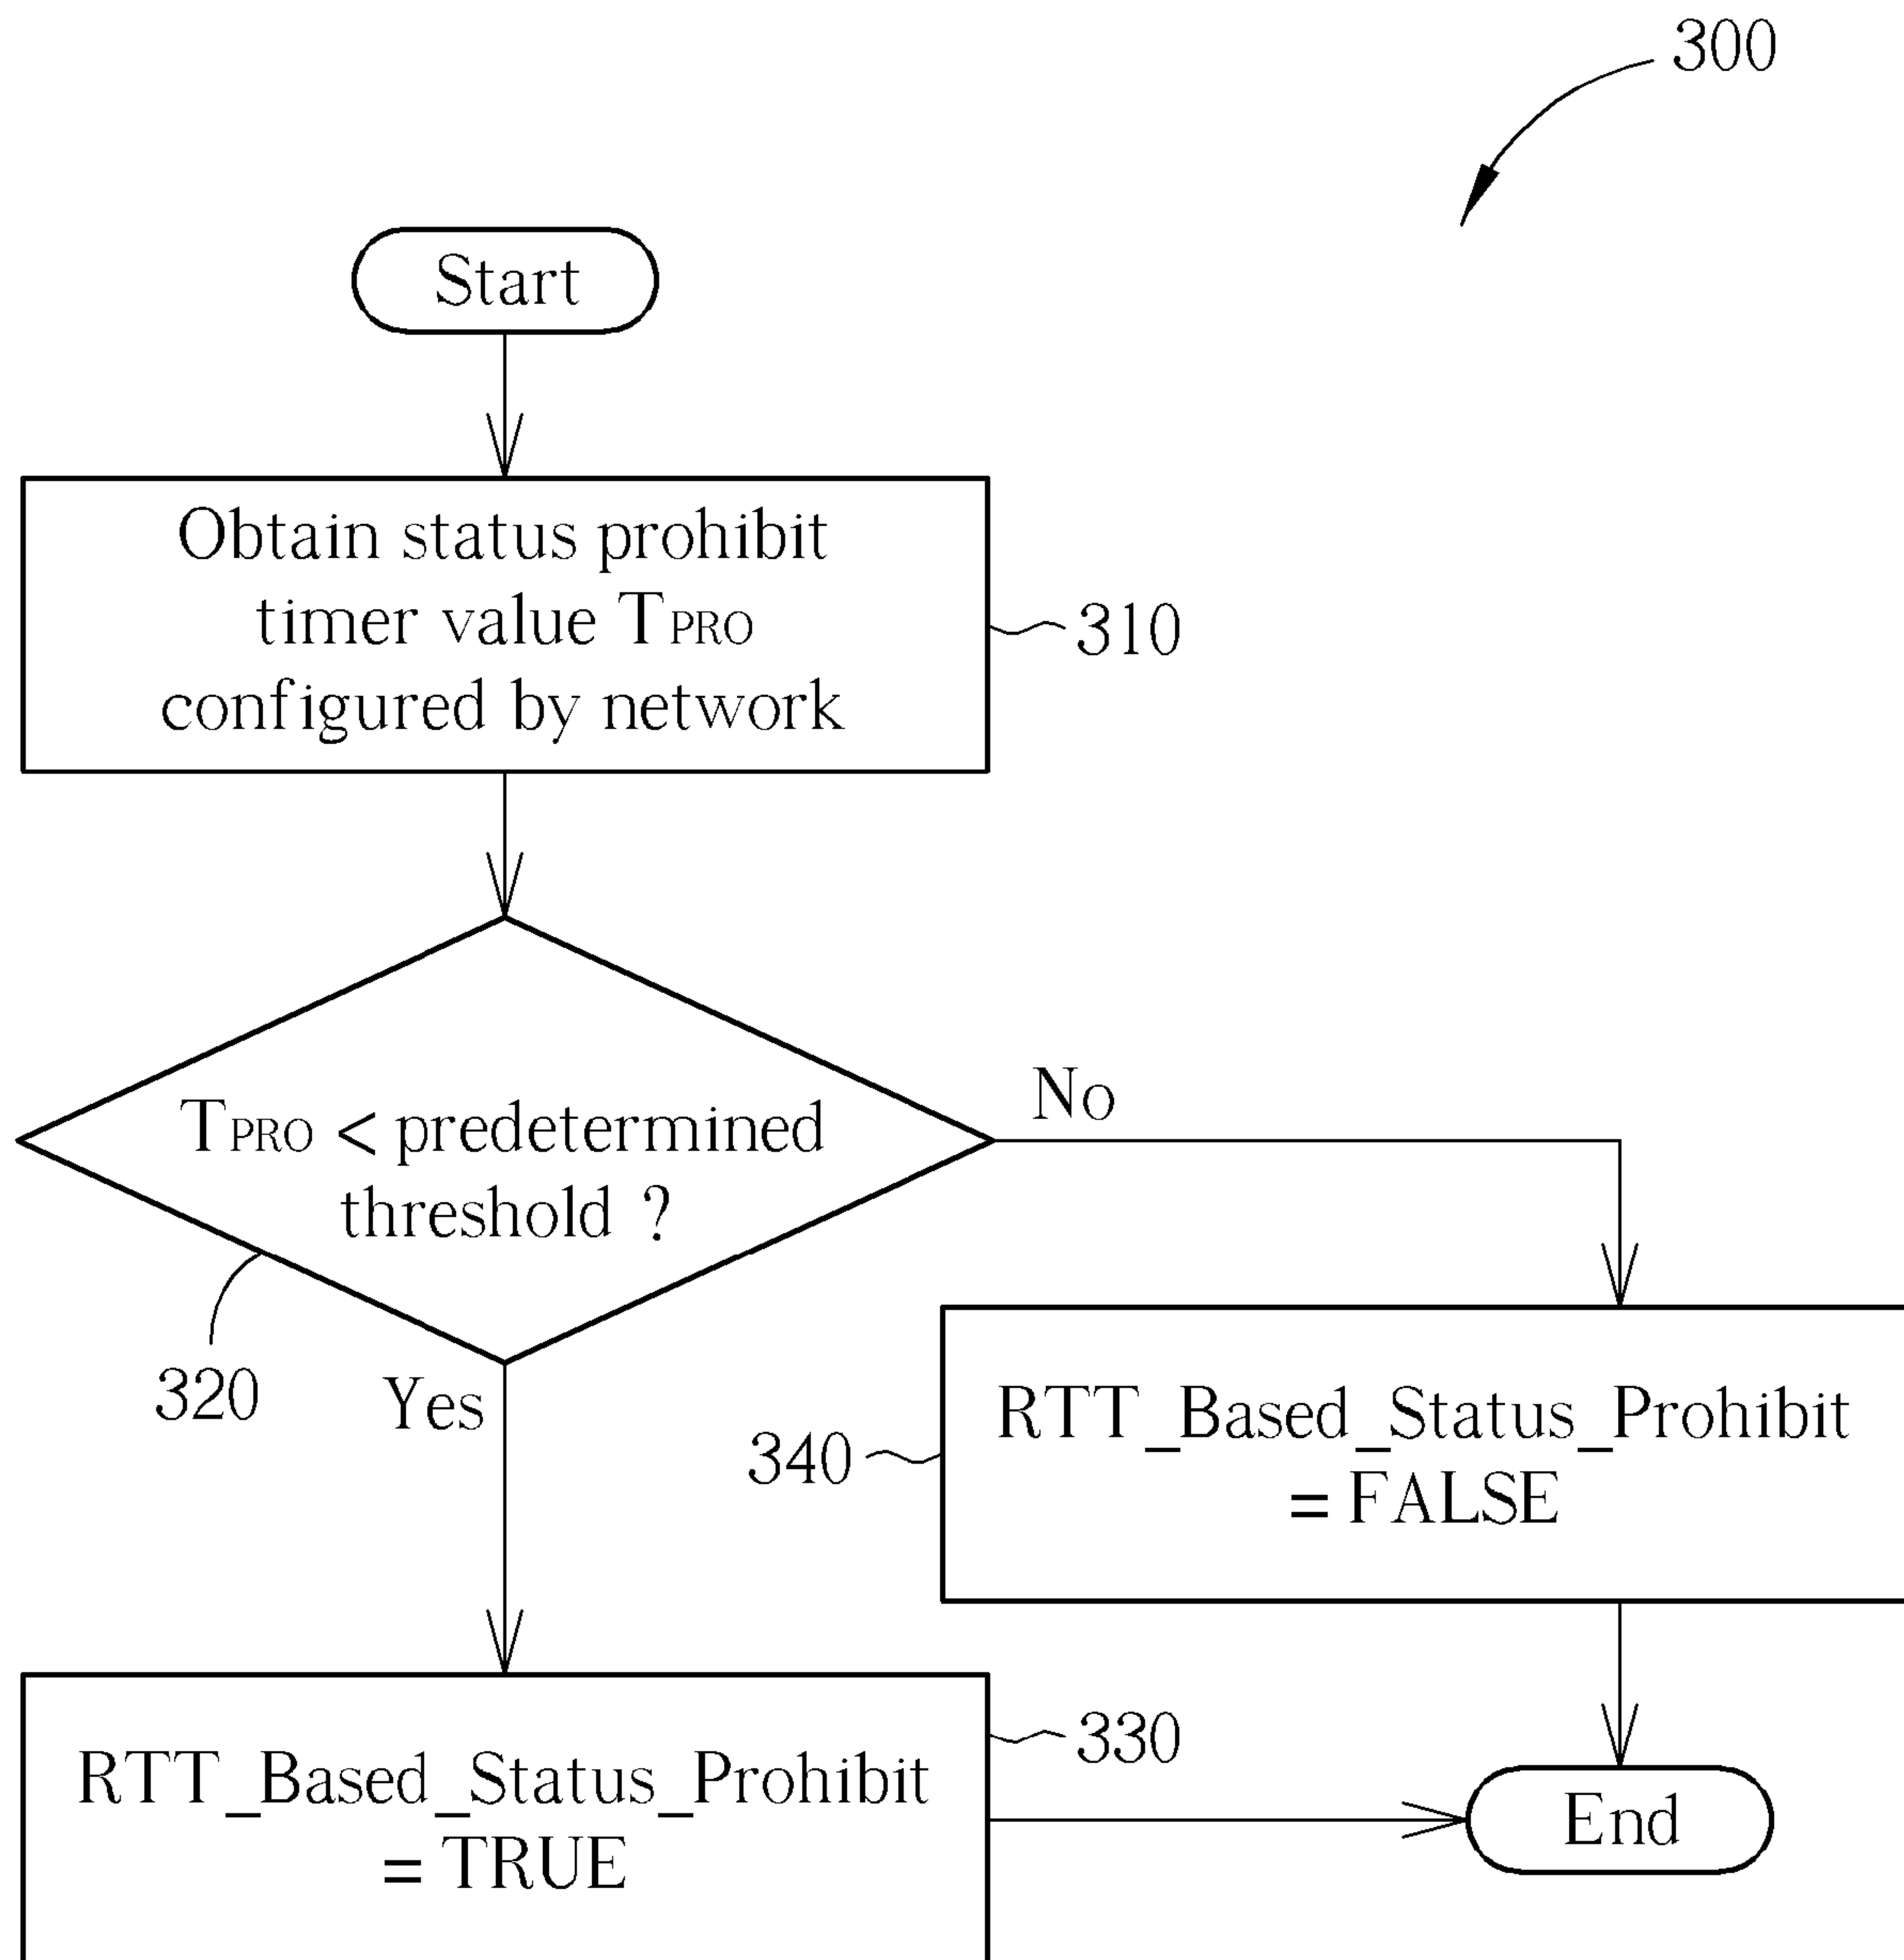 300
Start
Obtain status prohibit
timer value TPRO
configured by network
310
TPRO < predetermined
threshold ?
No
320
Yes
340
RTT_Based_Status_Prohibit
= FALSE
330
RTT_Based_Status_Prohibit
= TRUE
End